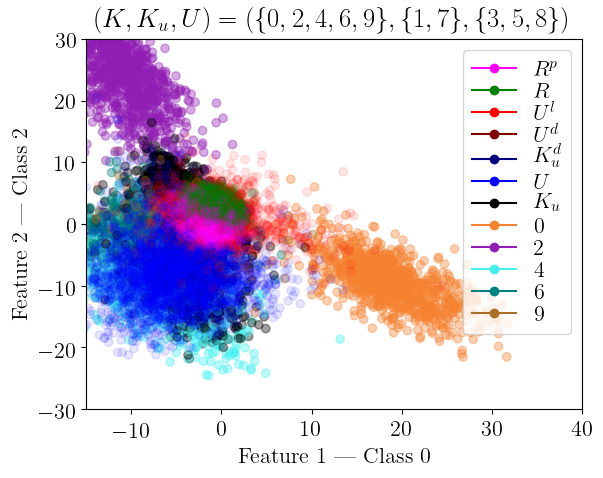 (K, K_u, U) = ({0, 2, 4, 6, 9}, {1, 7}, {3, 5, 8})
30
20
10
0
−10
−20
−30
Feature 2 — Class 2
R^p
R
U^l
U^d
K_u^d
U
K_u
0
2
4
6
9
−10
0
10
20
30
40
Feature 1 — Class 0